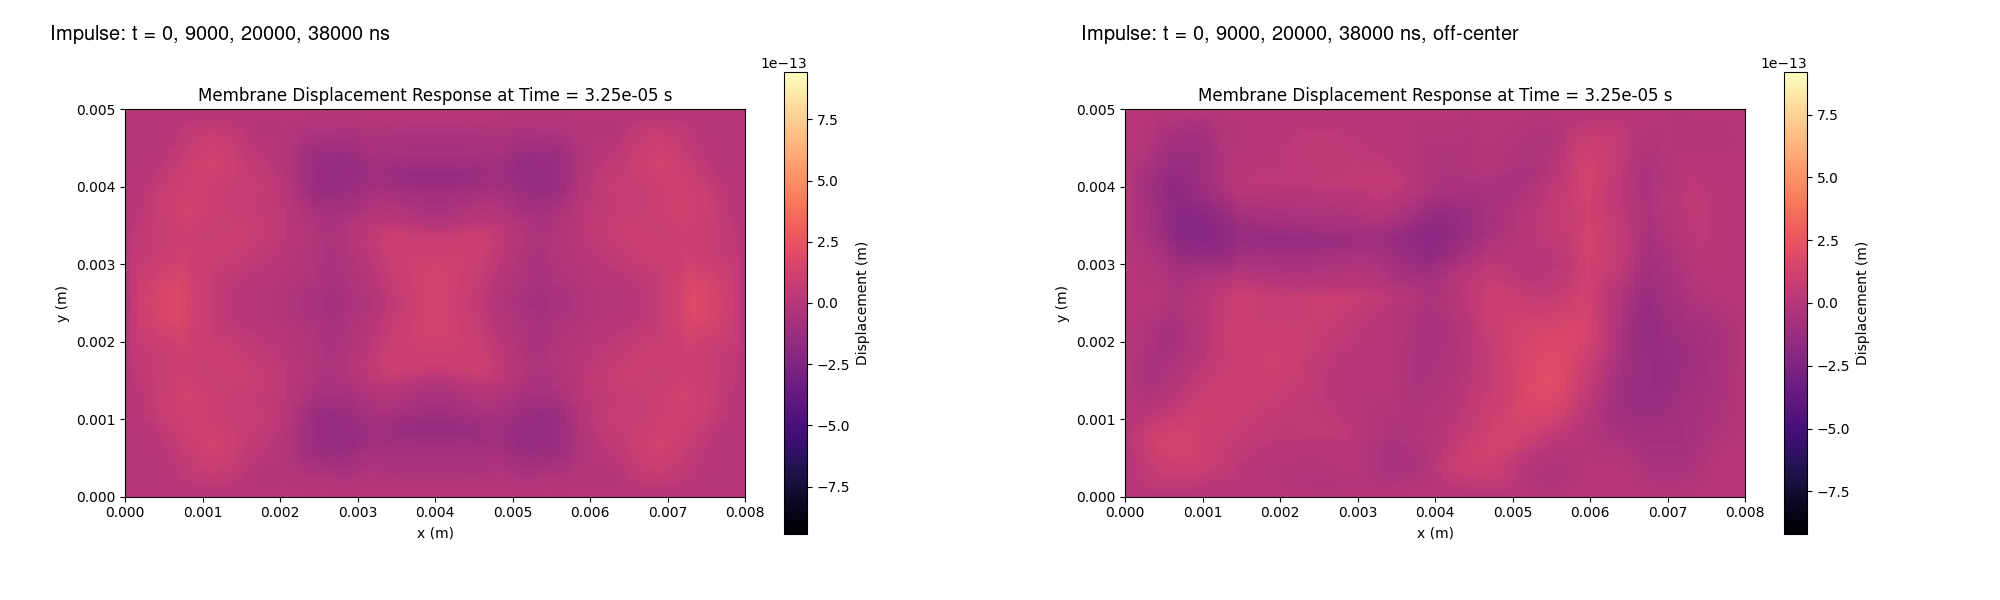 Impulse: t = 0, 9000, 20000, 38000 ns
1e−13
Membrane Displacement Response at Time = 3.25e-05 s
0.005
0.004
0.003
0.002
0.001
0.000
y (m)
0.000 0.001 0.002 0.003 0.004 0.005 0.006 0.007 0.008
x (m)
7.5
5.0
2.5
0.0
−2.5
−5.0
−7.5
Displacement (m)
Impulse: t = 0, 9000, 20000, 38000 ns, off-center
1e−13
Membrane Displacement Response at Time = 3.25e-05 s
0.005
0.004
0.003
0.002
0.001
0.000
y (m)
0.000 0.001 0.002 0.003 0.004 0.005 0.006 0.007 0.008
x (m)
7.5
5.0
2.5
0.0
−2.5
−5.0
−7.5
Displacement (m)